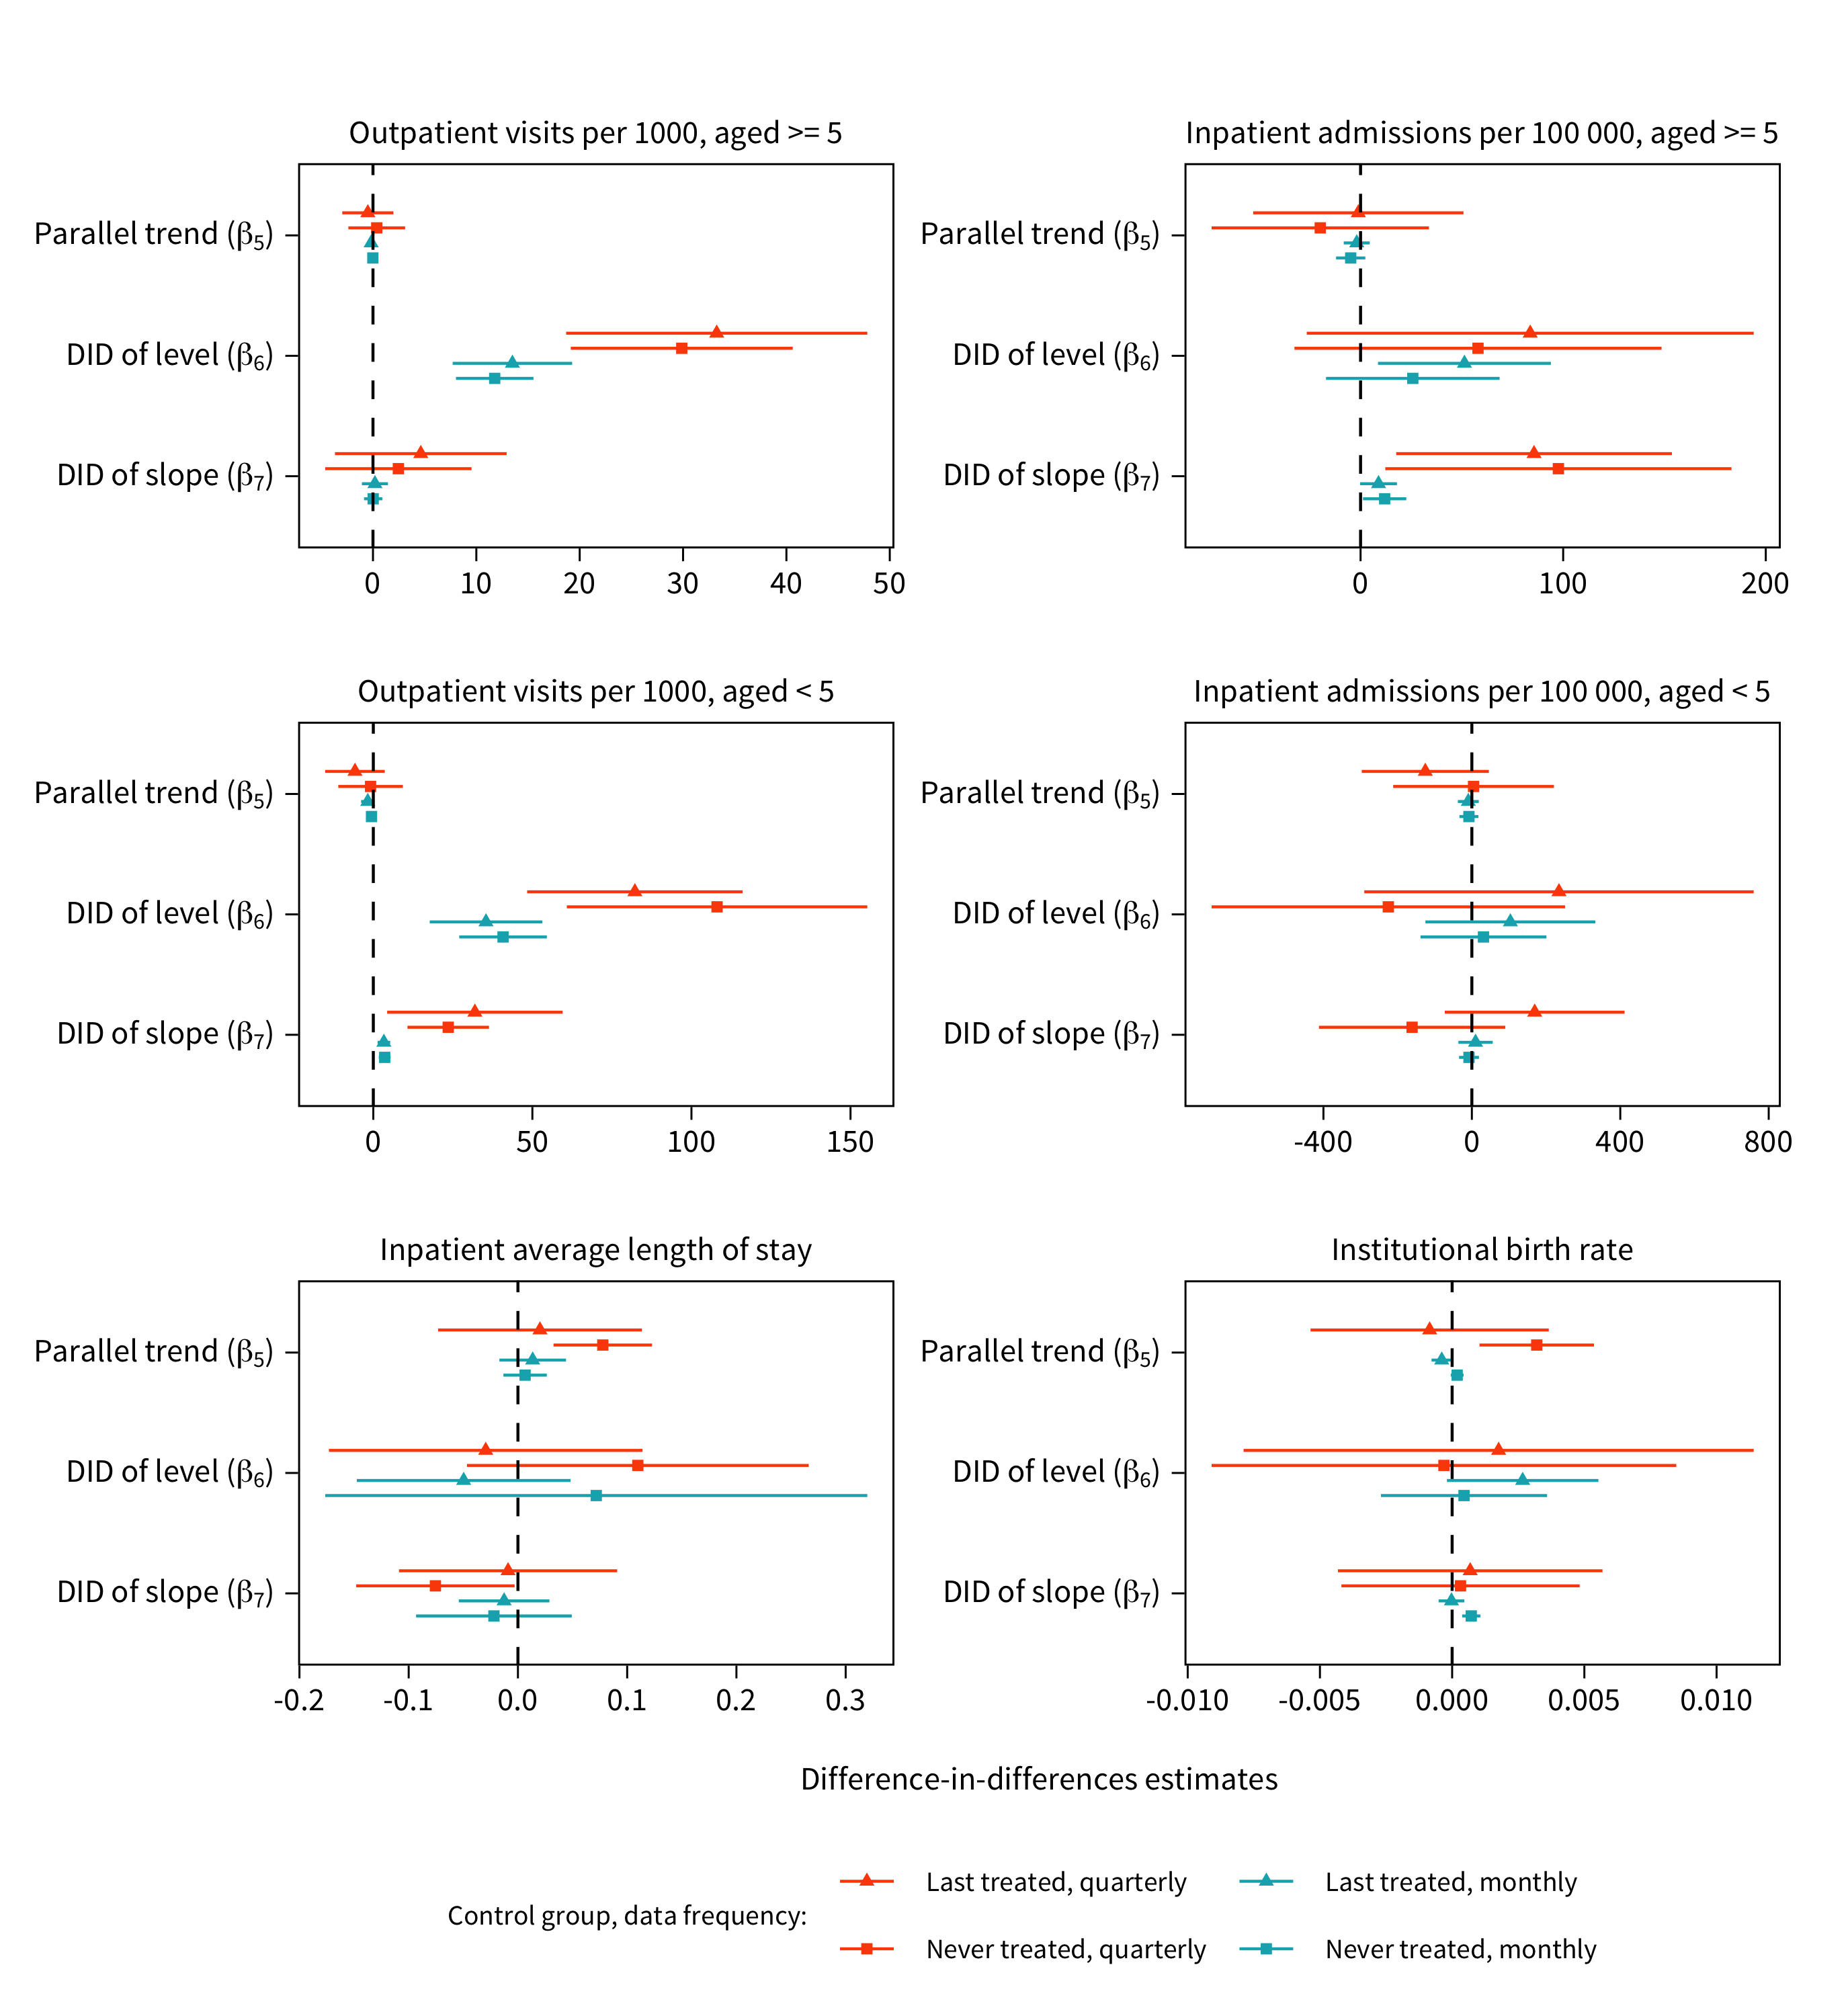 Outpatient visits per 1000, aged >= 5
Parallel trend (β5)
DID of level (β6)
DID of slope (β7)
0 10 20 30 40 50
Inpatient admissions per 100 000, aged >= 5
Parallel trend (β5)
DID of level (β6)
DID of slope (β7)
0 100 200
Outpatient visits per 1000, aged < 5
Parallel trend (β5)
DID of level (β6)
DID of slope (β7)
0 50 100 150
Inpatient admissions per 100 000, aged < 5
Parallel trend (β5)
DID of level (β6)
DID of slope (β7)
-400 0 400 800
Inpatient average length of stay
Parallel trend (β5)
DID of level (β6)
DID of slope (β7)
-0.2 -0.1 0.0 0.1 0.2 0.3
Institutional birth rate
Parallel trend (β5)
DID of level (β6)
DID of slope (β7)
-0.010 -0.005 0.000 0.005 0.010
Difference-in-differences estimates
Control group, data frequency:
Last treated, quarterly
Last treated, monthly
Never treated, quarterly
Never treated, monthly